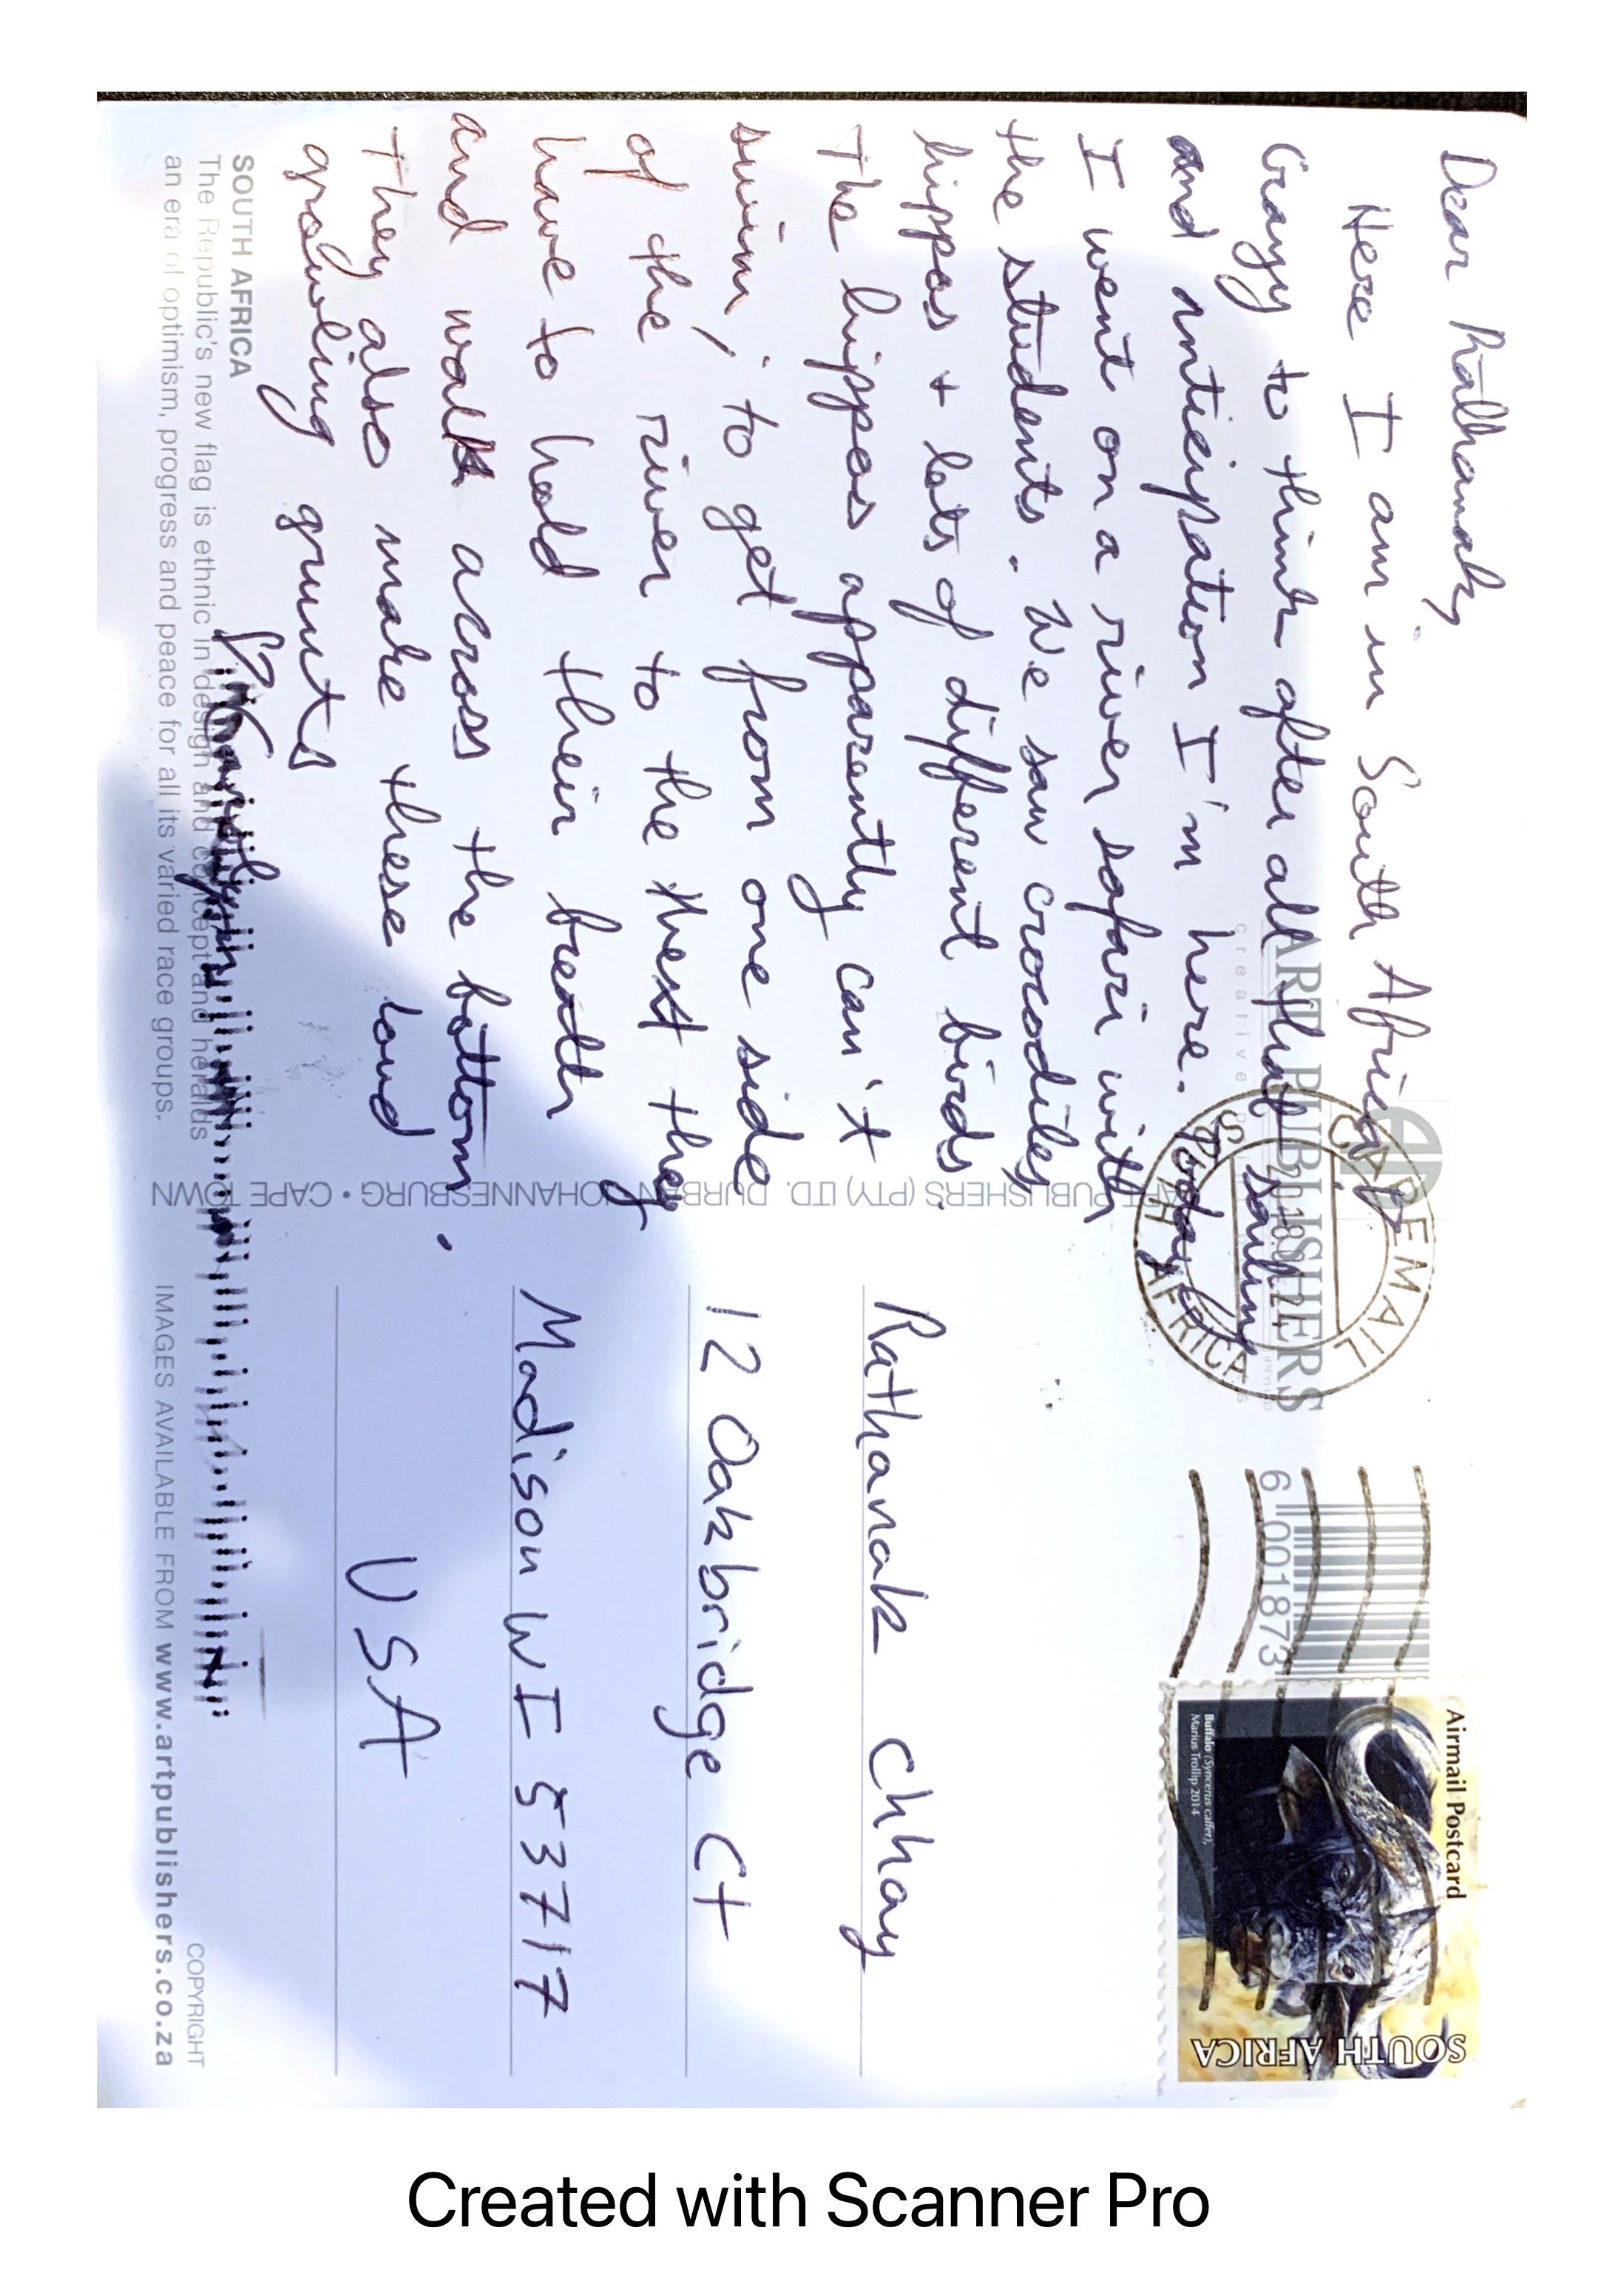 Dear Rathanak,
Here I am in South Africa!
Crazy to think after all that saving
and anticipation I'm here. Today
I went on a river safari with
the students. We saw crocodiles
hippos + lots of different birds.
The hippos apparently can't
swim, to get from one side
of the river to the next they
have to hold their breath
and walk across the bottom.
They also make these loud
growling grunts
SOUTH AFRICA
The Republic's new flag is ethnic in design and concept and heralds
an era of optimism, progress and peace for all its varied race groups.
ART PUBLISHERS
creative
ART PUBLISHERS (PTY) LTD. DURBAN • JOHANNESBURG • CAPE TOWN
CAPEMAIL
SOUTH AFRICA
6 001873
Airmail Postcard
Buffalo (Syncerus caffer),
Marius Trollip 2014
SOUTH AFRICA
Rathanak Chhay
12 Oakbridge Ct
Madison WI 53717
USA
COPYRIGHT
IMAGES AVAILABLE FROM www.artpublishers.co.za
Created with Scanner Pro